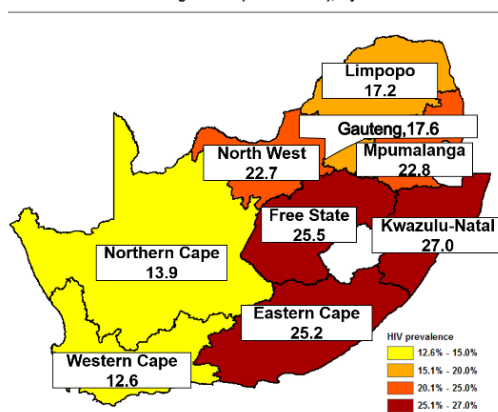 Limpopo
17.2
Gauteng,17.6
North West
22.7
Mpumalanga
22.8
Free State
25.5
Kwazulu-Natal
27.0
Northern Cape
13.9
Eastern Cape
25.2
Western Cape
12.6
HIV prevalence
12.6% - 15.0%
15.1% - 20.0%
20.1% - 25.0%
25.1% - 27.0%